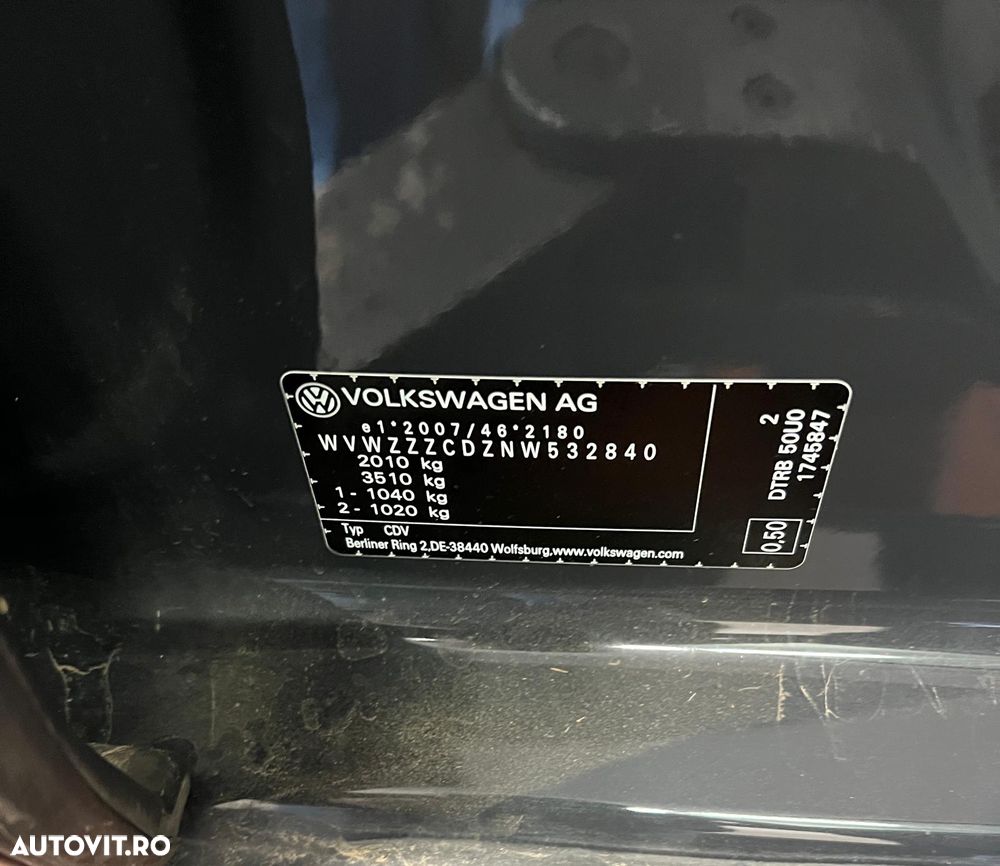 VOLKSWAGEN AG
e1*2007/46*2180
WVWZZZCDZNW532840
2010 kg
3510 kg
1- 1040 kg
2- 1020 kg
Typ CDV
Berliner Ring 2,DE-38440 Wolfsburg,www.volkswagen.com
2
DTRB 50U0
1745847
0,50
AUTOVIT.RO